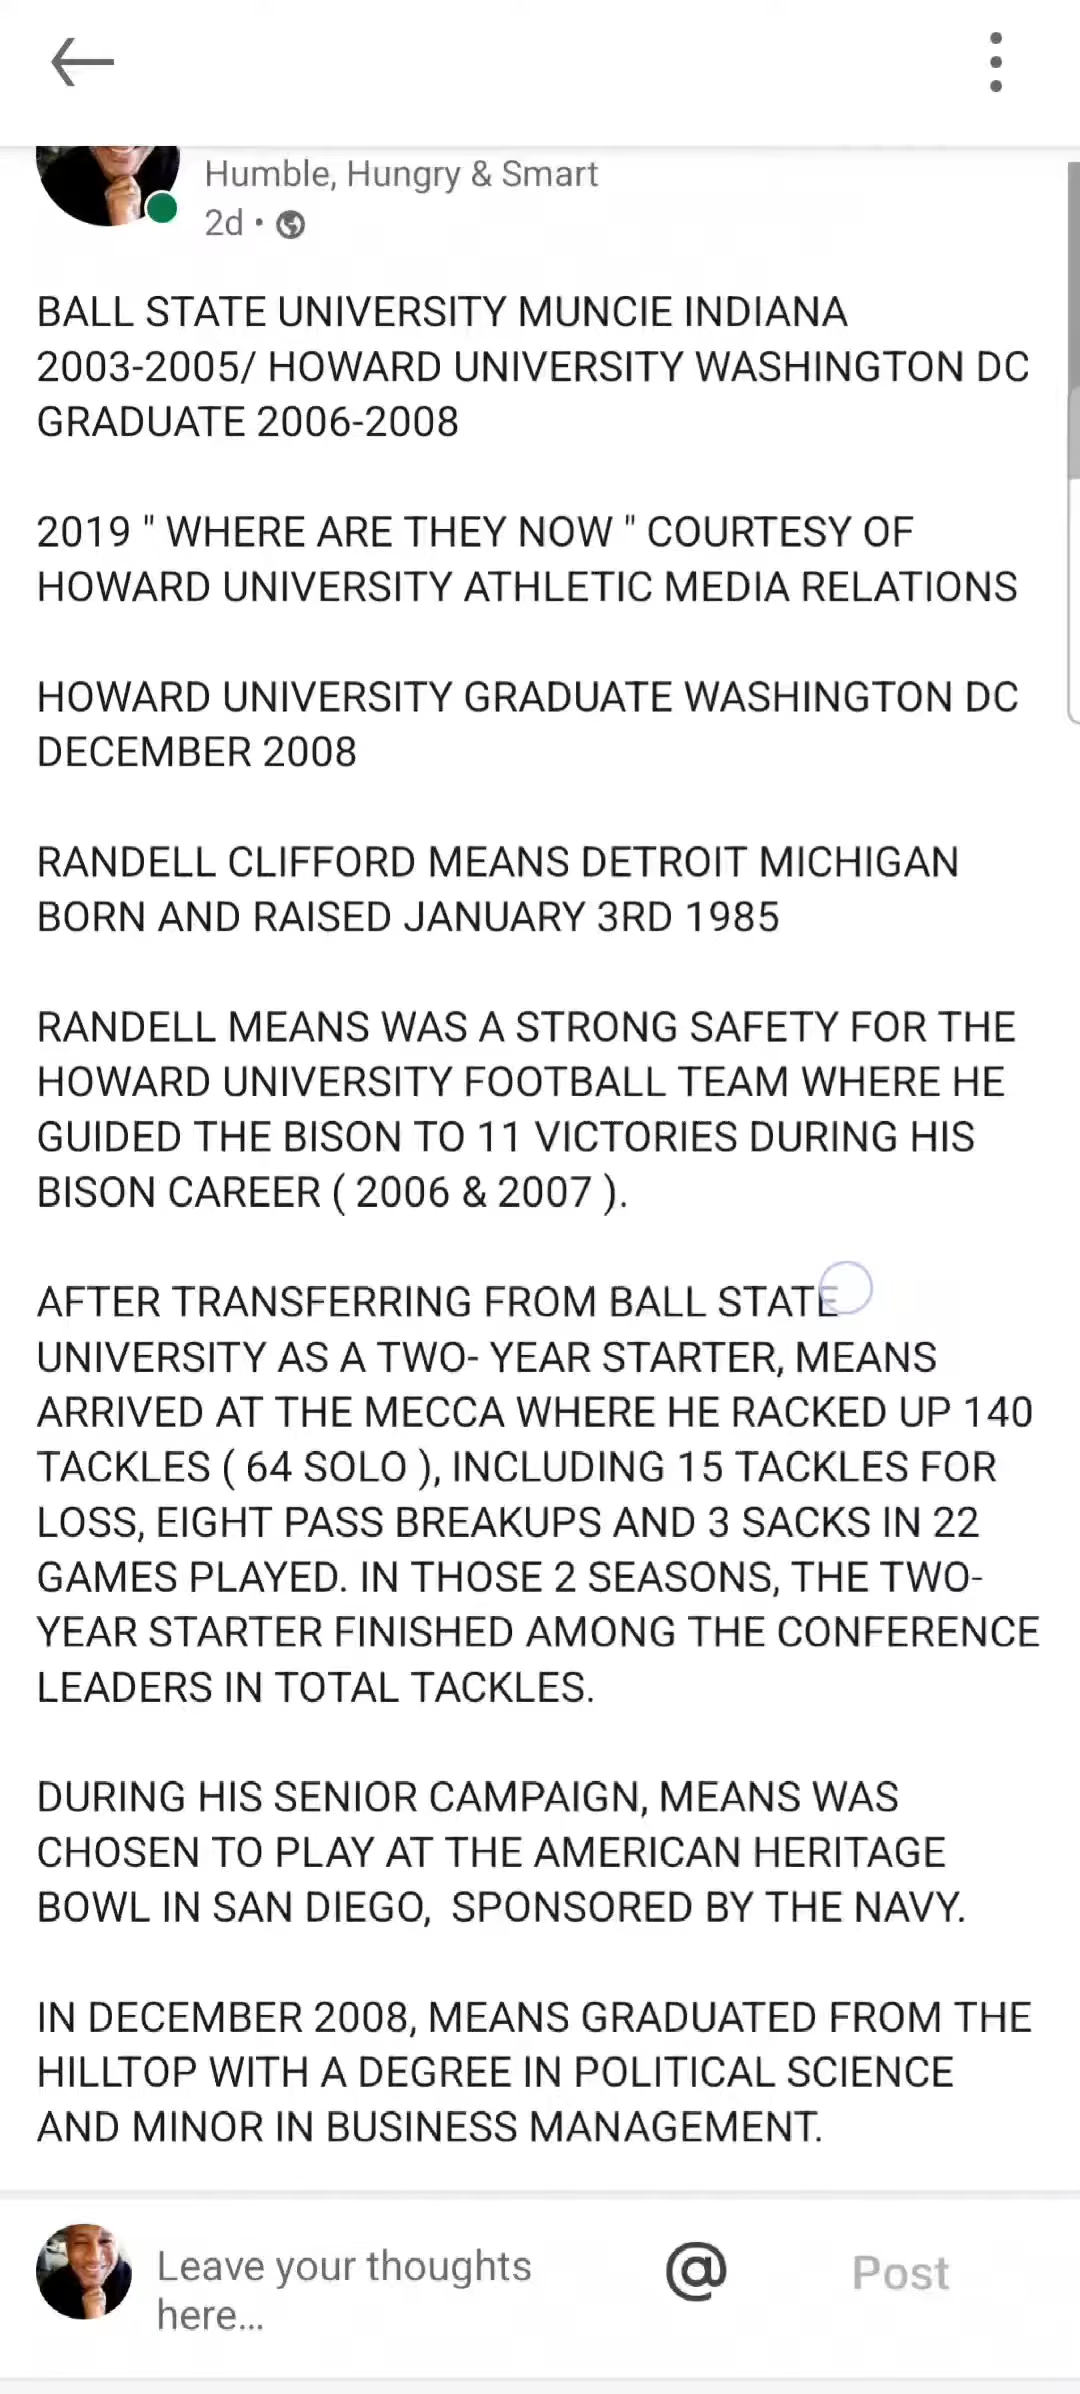 Humble, Hungry & Smart
2d •
BALL STATE UNIVERSITY MUNCIE INDIANA
2003-2005/ HOWARD UNIVERSITY WASHINGTON DC
GRADUATE 2006-2008
2019 " WHERE ARE THEY NOW " COURTESY OF
HOWARD UNIVERSITY ATHLETIC MEDIA RELATIONS
HOWARD UNIVERSITY GRADUATE WASHINGTON DC
DECEMBER 2008
RANDELL CLIFFORD MEANS DETROIT MICHIGAN
BORN AND RAISED JANUARY 3RD 1985
RANDELL MEANS WAS A STRONG SAFETY FOR THE
HOWARD UNIVERSITY FOOTBALL TEAM WHERE HE
GUIDED THE BISON TO 11 VICTORIES DURING HIS
BISON CAREER ( 2006 & 2007 ).
AFTER TRANSFERRING FROM BALL STATE
UNIVERSITY AS A TWO- YEAR STARTER, MEANS
ARRIVED AT THE MECCA WHERE HE RACKED UP 140
TACKLES ( 64 SOLO ), INCLUDING 15 TACKLES FOR
LOSS, EIGHT PASS BREAKUPS AND 3 SACKS IN 22
GAMES PLAYED. IN THOSE 2 SEASONS, THE TWO-
YEAR STARTER FINISHED AMONG THE CONFERENCE
LEADERS IN TOTAL TACKLES.
DURING HIS SENIOR CAMPAIGN, MEANS WAS
CHOSEN TO PLAY AT THE AMERICAN HERITAGE
BOWL IN SAN DIEGO,  SPONSORED BY THE NAVY.
IN DECEMBER 2008, MEANS GRADUATED FROM THE
HILLTOP WITH A DEGREE IN POLITICAL SCIENCE
AND MINOR IN BUSINESS MANAGEMENT.
Leave your thoughts
here...
@
Post